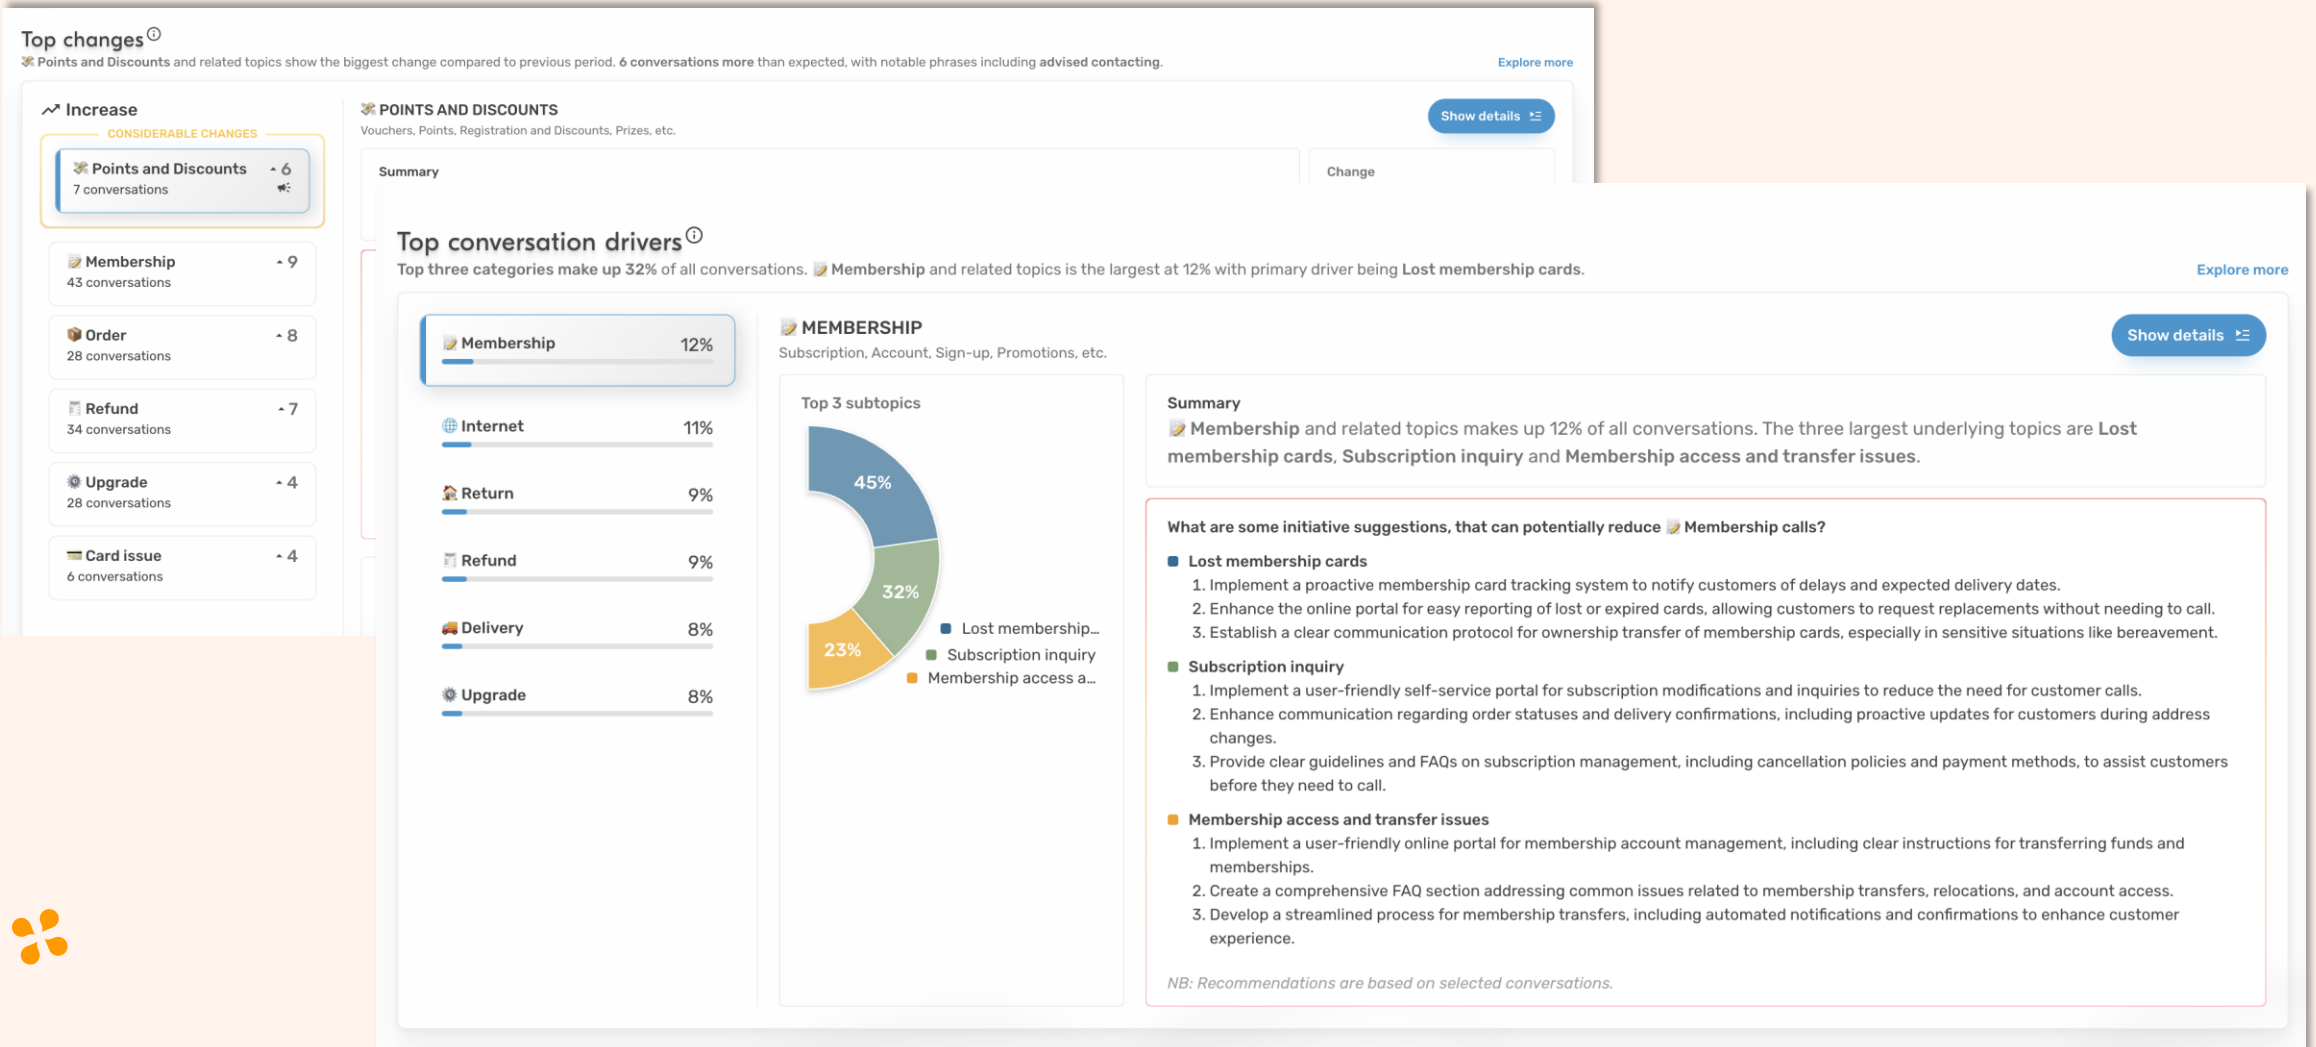 Top changes
Points and Discounts and related topics show the biggest change compared to previous period. 6 conversations more than expected, with notable phrases including advised contacting.
Explore more
Increase
CONSIDERABLE CHANGES
Points and Discounts 6
7 conversations
Membership 9
43 conversations
Order 8
28 conversations
Refund 7
34 conversations
Upgrade 4
28 conversations
Card issue 4
6 conversations
POINTS AND DISCOUNTS
Vouchers, Points, Registration and Discounts, Prizes, etc.
Show details
Summary
Change
Top conversation drivers
Top three categories make up 32% of all conversations. Membership and related topics is the largest at 12% with primary driver being Lost membership cards.
Explore more
Membership 12%
Internet 11%
Return 9%
Refund 9%
Delivery 8%
Upgrade 8%
MEMBERSHIP
Subscription, Account, Sign-up, Promotions, etc.
Show details
Top 3 subtopics
45%
32%
23%
Lost membership...
Subscription inquiry
Membership access a...
Summary
Membership and related topics makes up 12% of all conversations. The three largest underlying topics are Lost
membership cards, Subscription inquiry and Membership access and transfer issues.
What are some initiative suggestions, that can potentially reduce Membership calls?
Lost membership cards
1. Implement a proactive membership card tracking system to notify customers of delays and expected delivery dates.
2. Enhance the online portal for easy reporting of lost or expired cards, allowing customers to request replacements without needing to call.
3. Establish a clear communication protocol for ownership transfer of membership cards, especially in sensitive situations like bereavement.
Subscription inquiry
1. Implement a user-friendly self-service portal for subscription modifications and inquiries to reduce the need for customer calls.
2. Enhance communication regarding order statuses and delivery confirmations, including proactive updates for customers during address
changes.
3. Provide clear guidelines and FAQs on subscription management, including cancellation policies and payment methods, to assist customers
before they need to call.
Membership access and transfer issues
1. Implement a user-friendly online portal for membership account management, including clear instructions for transferring funds and
memberships.
2. Create a comprehensive FAQ section addressing common issues related to membership transfers, relocations, and account access.
3. Develop a streamlined process for membership transfers, including automated notifications and confirmations to enhance customer
experience.
NB: Recommendations are based on selected conversations.